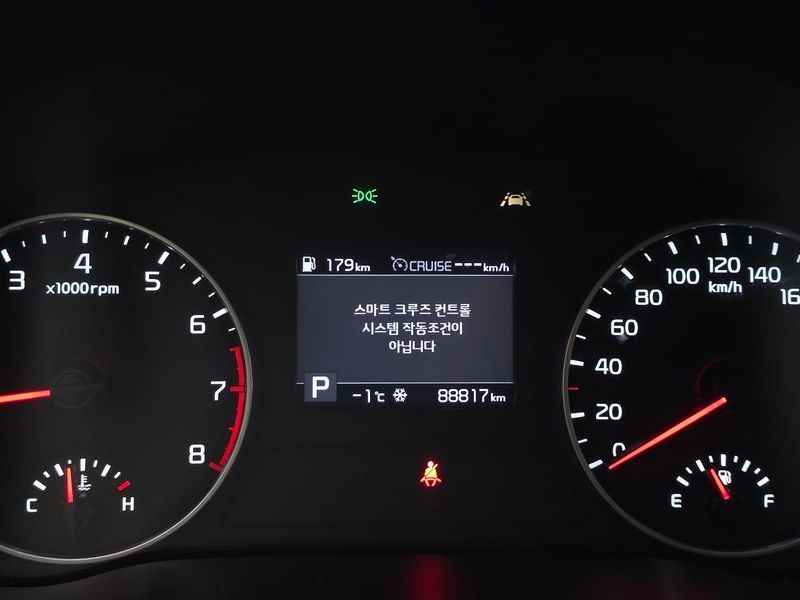 3 4 5 6 7 8
x1000rpm
C H
179km CRUISE ---km/h
스마트 크루즈 컨트롤
시스템 작동조건이
아닙니다
P -1℃ 88817km
0 20 40 60 80 100 120 140 16
km/h
E F